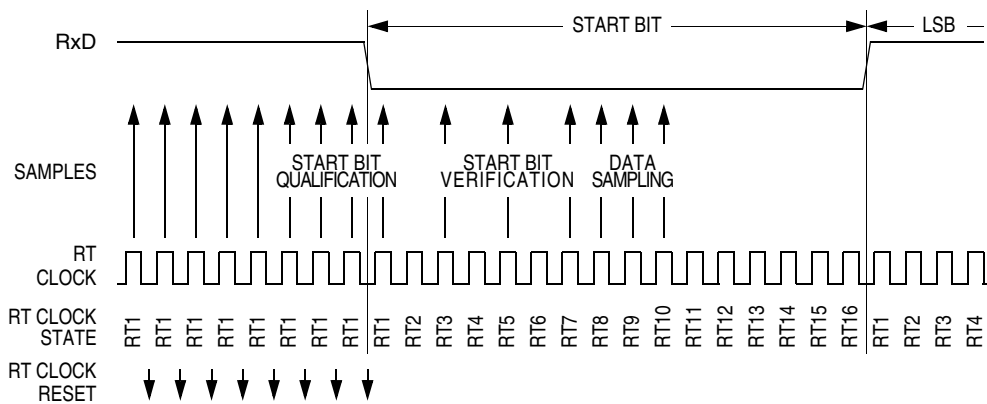 START BIT
LSB
RxD
SAMPLES
START BIT
QUALIFICATION
START BIT
VERIFICATION
DATA
SAMPLING
RT
CLOCK
RT CLOCK
STATE
RT1 RT1 RT1 RT1 RT1 RT1 RT1 RT1 RT1 RT2 RT3 RT4 RT5 RT6 RT7 RT8 RT9 RT10 RT11 RT12 RT13 RT14 RT15 RT16 RT1 RT2 RT3 RT4
RT CLOCK
RESET